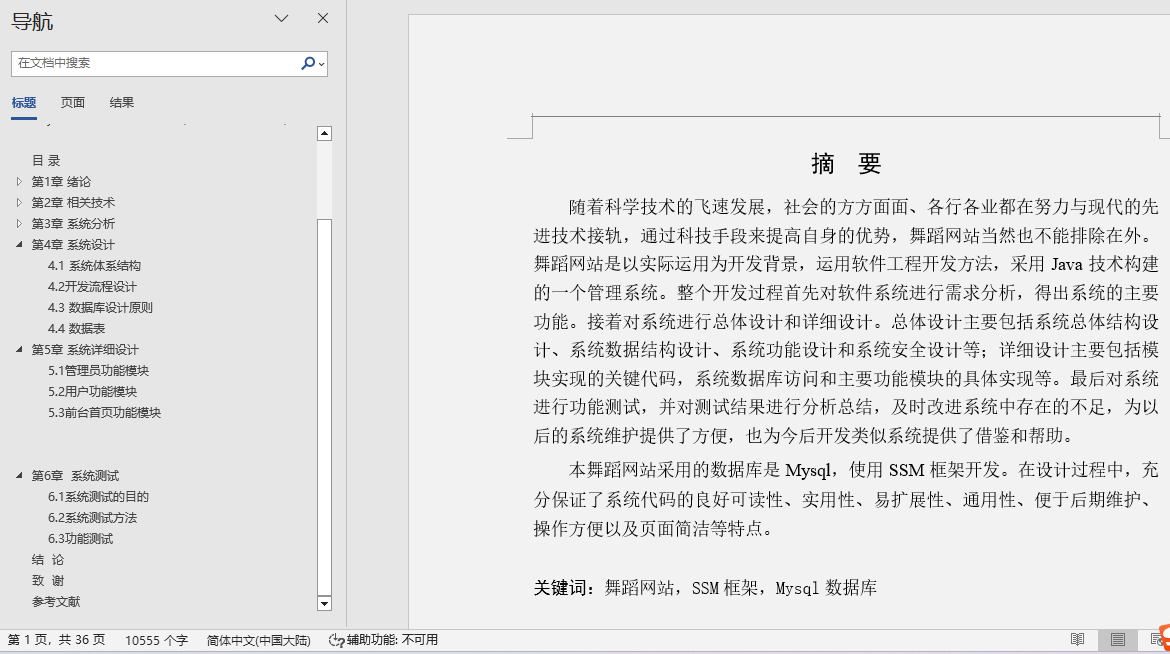 导航
在文档中搜索
标题 页面 结果
目 录
第1章 绪论
第2章 相关技术
第3章 系统分析
第4章 系统设计
4.1 系统体系结构
4.2开发流程设计
4.3 数据库设计原则
4.4 数据表
第5章 系统详细设计
5.1管理员功能模块
5.2用户功能模块
5.3前台首页功能模块
第6章 系统测试
6.1系统测试的目的
6.2系统测试方法
6.3功能测试
结 论
致 谢
参考文献
摘 要
随着科学技术的飞速发展，社会的方方面面、各行各业都在努力与现代的先
进技术接轨，通过科技手段来提高自身的优势，舞蹈网站当然也不能排除在外。
舞蹈网站是以实际运用为开发背景，运用软件工程开发方法，采用 Java 技术构建
的一个管理系统。整个开发过程首先对软件系统进行需求分析，得出系统的主要
功能。接着对系统进行总体设计和详细设计。总体设计主要包括系统总体结构设
计、系统数据结构设计、系统功能设计和系统安全设计等；详细设计主要包括模
块实现的关键代码，系统数据库访问和主要功能模块的具体实现等。最后对系统
进行功能测试，并对测试结果进行分析总结，及时改进系统中存在的不足，为以
后的系统维护提供了方便，也为今后开发类似系统提供了借鉴和帮助。
本舞蹈网站采用的数据库是 Mysql，使用 SSM 框架开发。在设计过程中，充
分保证了系统代码的良好可读性、实用性、易扩展性、通用性、便于后期维护、
操作方便以及页面简洁等特点。
关键词：舞蹈网站，SSM 框架，Mysql 数据库
第 1 页，共 36 页 10555 个字 简体中文(中国大陆) 辅助功能: 不可用